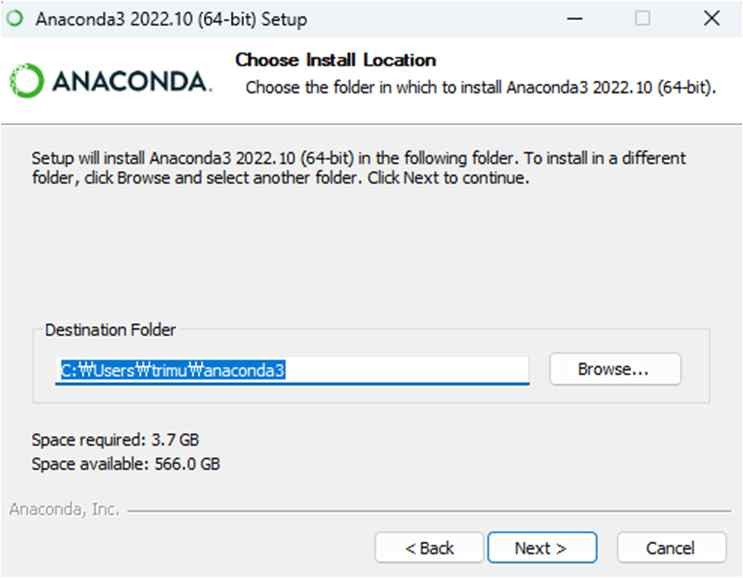 Anaconda3 2022.10 (64-bit) Setup
Choose Install Location
ANACONDA.
Choose the folder in which to install Anaconda3 2022.10 (64-bit).
Setup will install Anaconda3 2022.10 (64-bit) in the following folder. To install in a different
folder, click Browse and select another folder. Click Next to continue.
Destination Folder
C:₩Users₩trimu₩anaconda3
Browse...
Space required: 3.7 GB
Space available: 566.0 GB
Anaconda, Inc.
< Back
Next >
Cancel